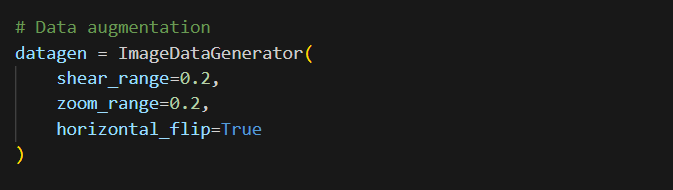 # Data augmentation
datagen = ImageDataGenerator(
    shear_range=0.2,
    zoom_range=0.2,
    horizontal_flip=True
)